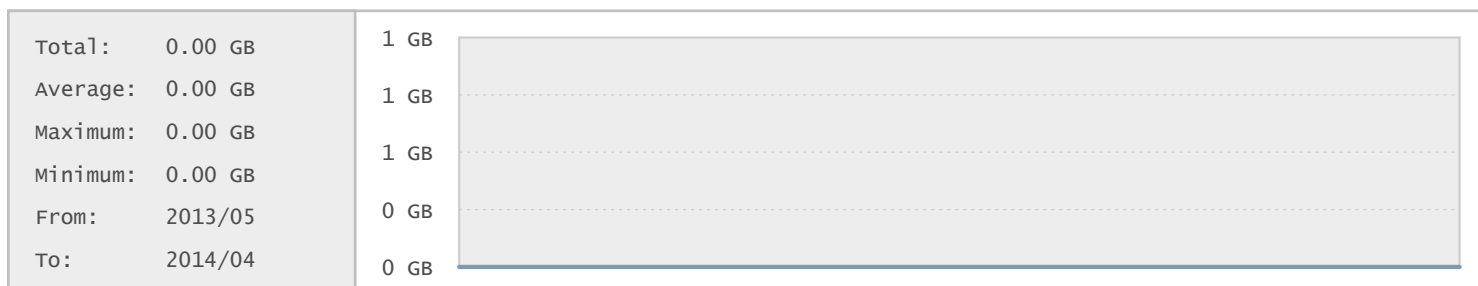 Total: 0.00 GB
Average: 0.00 GB
Maximum: 0.00 GB
Minimum: 0.00 GB
From: 2013/05
To: 2014/04
1 GB
1 GB
1 GB
0 GB
0 GB